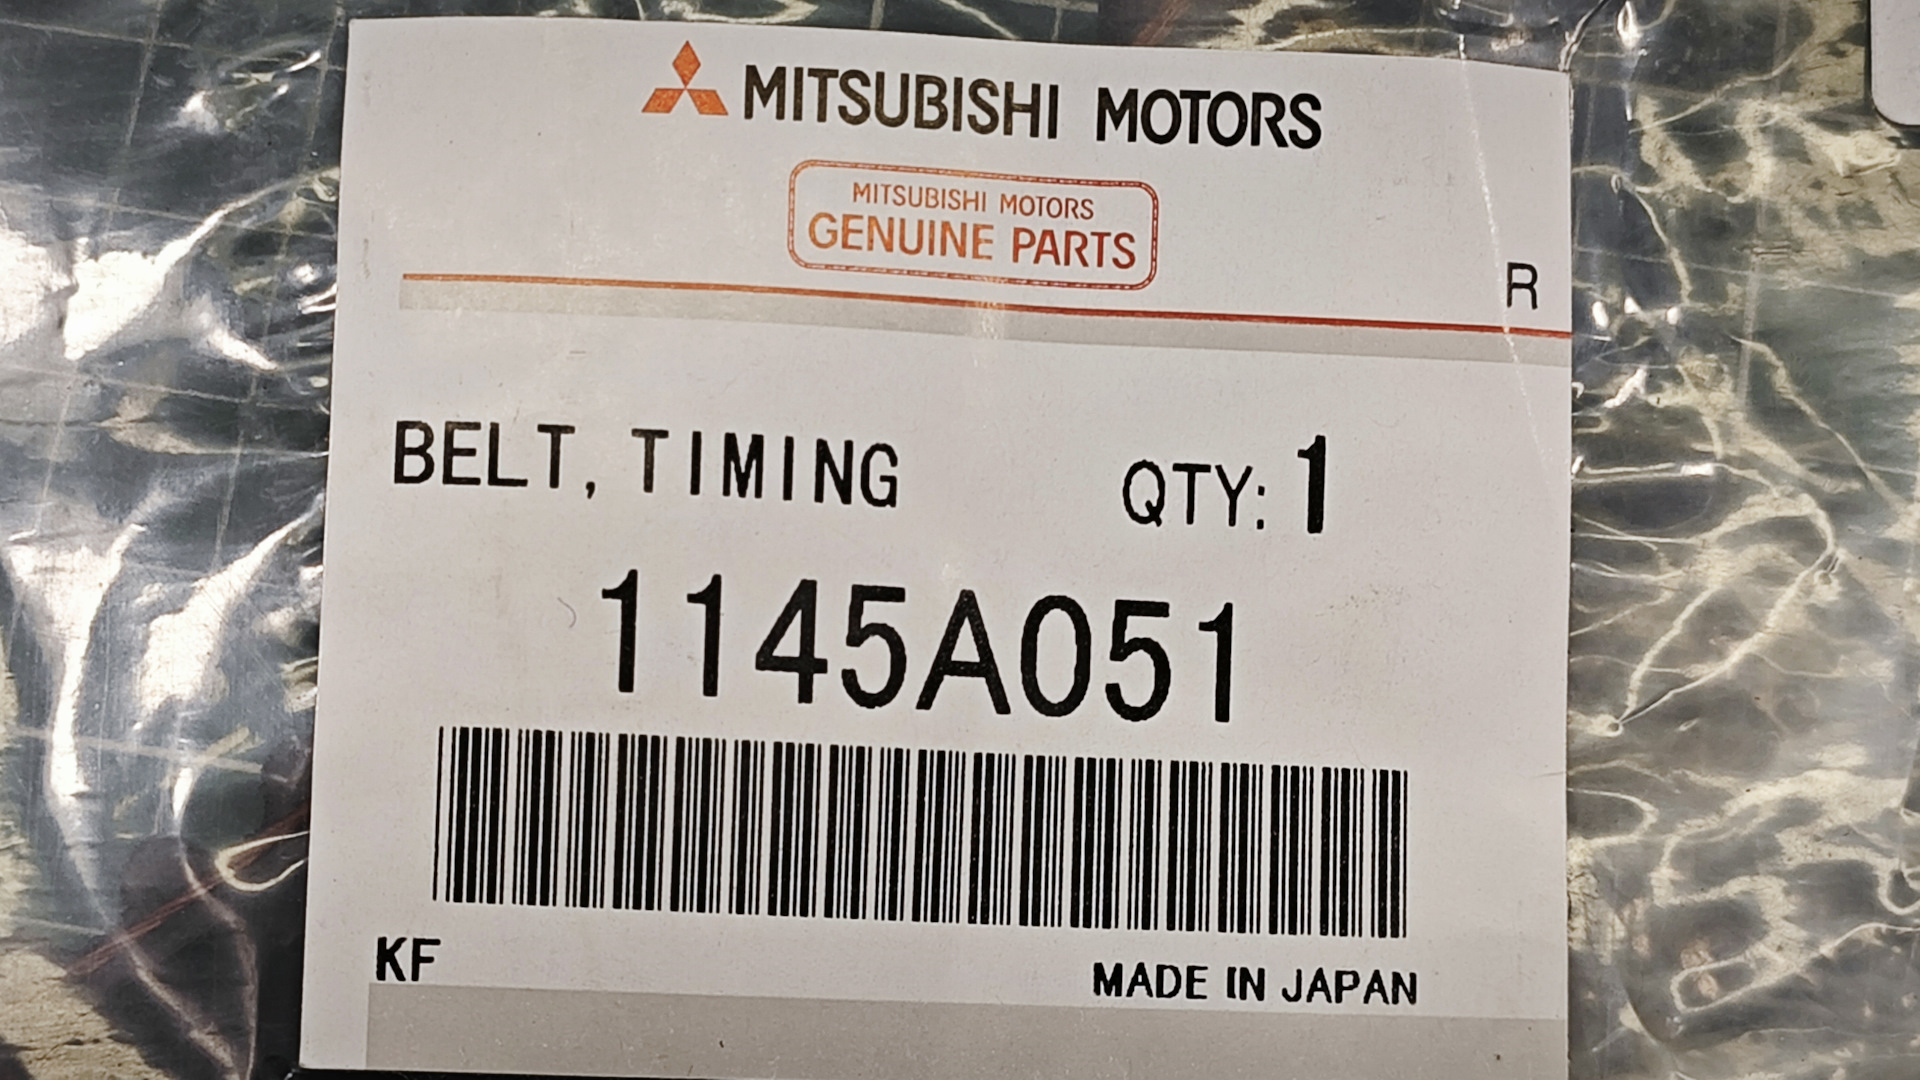 MITSUBISHI MOTORS
MITSUBISHI MOTORS
GENUINE PARTS
R
BELT, TIMING QTY: 1
1145A051
KF MADE IN JAPAN